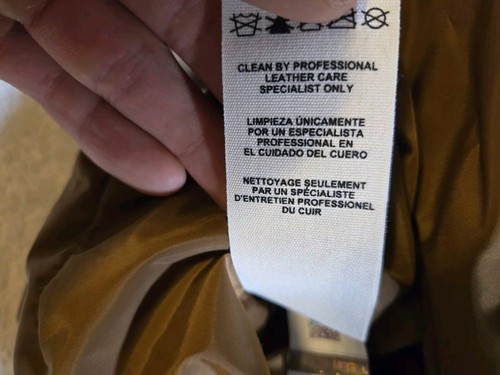 CLEAN BY PROFESSIONAL
LEATHER CARE
SPECIALIST ONLY
LIMPIEZA ÚNICAMENTE
POR UN ESPECIALISTA
PROFESSIONAL EN
EL CUIDADO DEL CUERO
NETTOYAGE SEULEMENT
PAR UN SPÉCIALISTE
D'ENTRETIEN PROFESSIONEL
DU CUIR